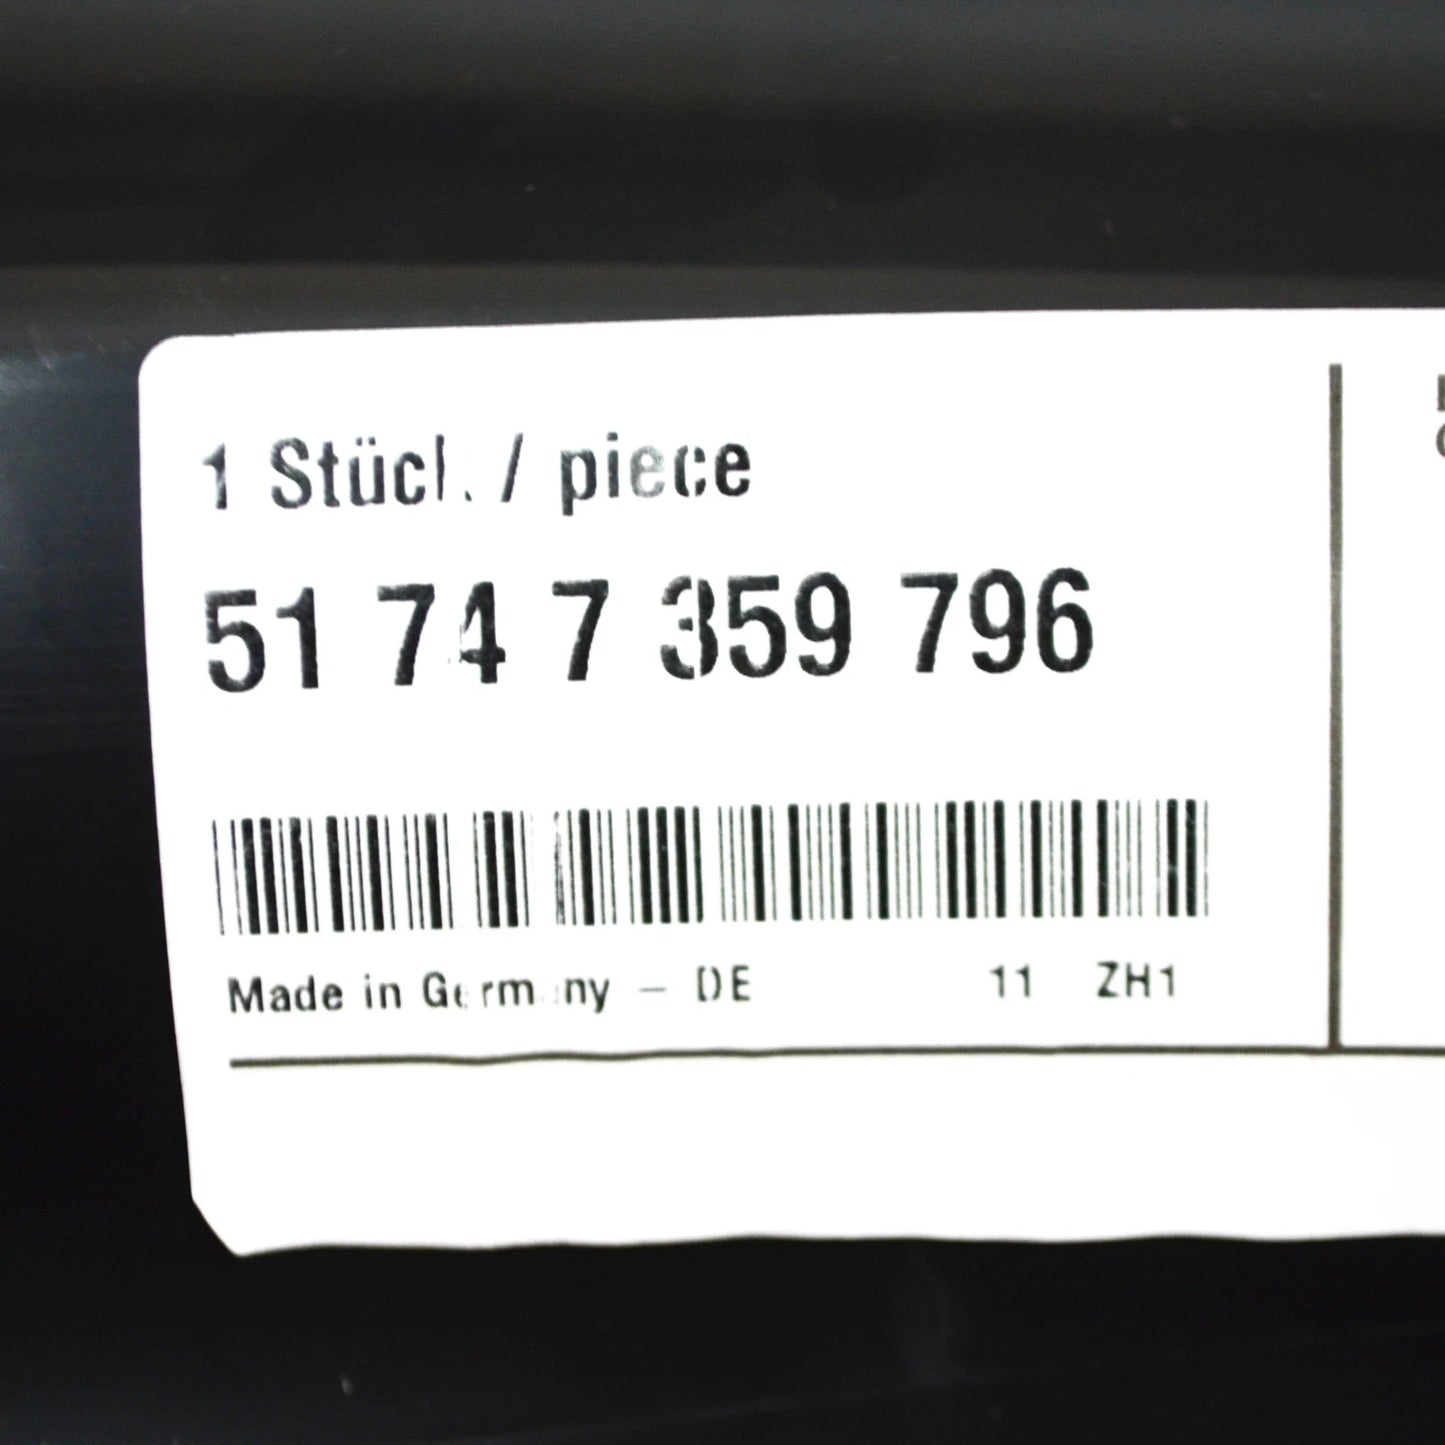 1 Stück / piece
51 74 7 359 796
Made in Germany – DE 11 ZH1